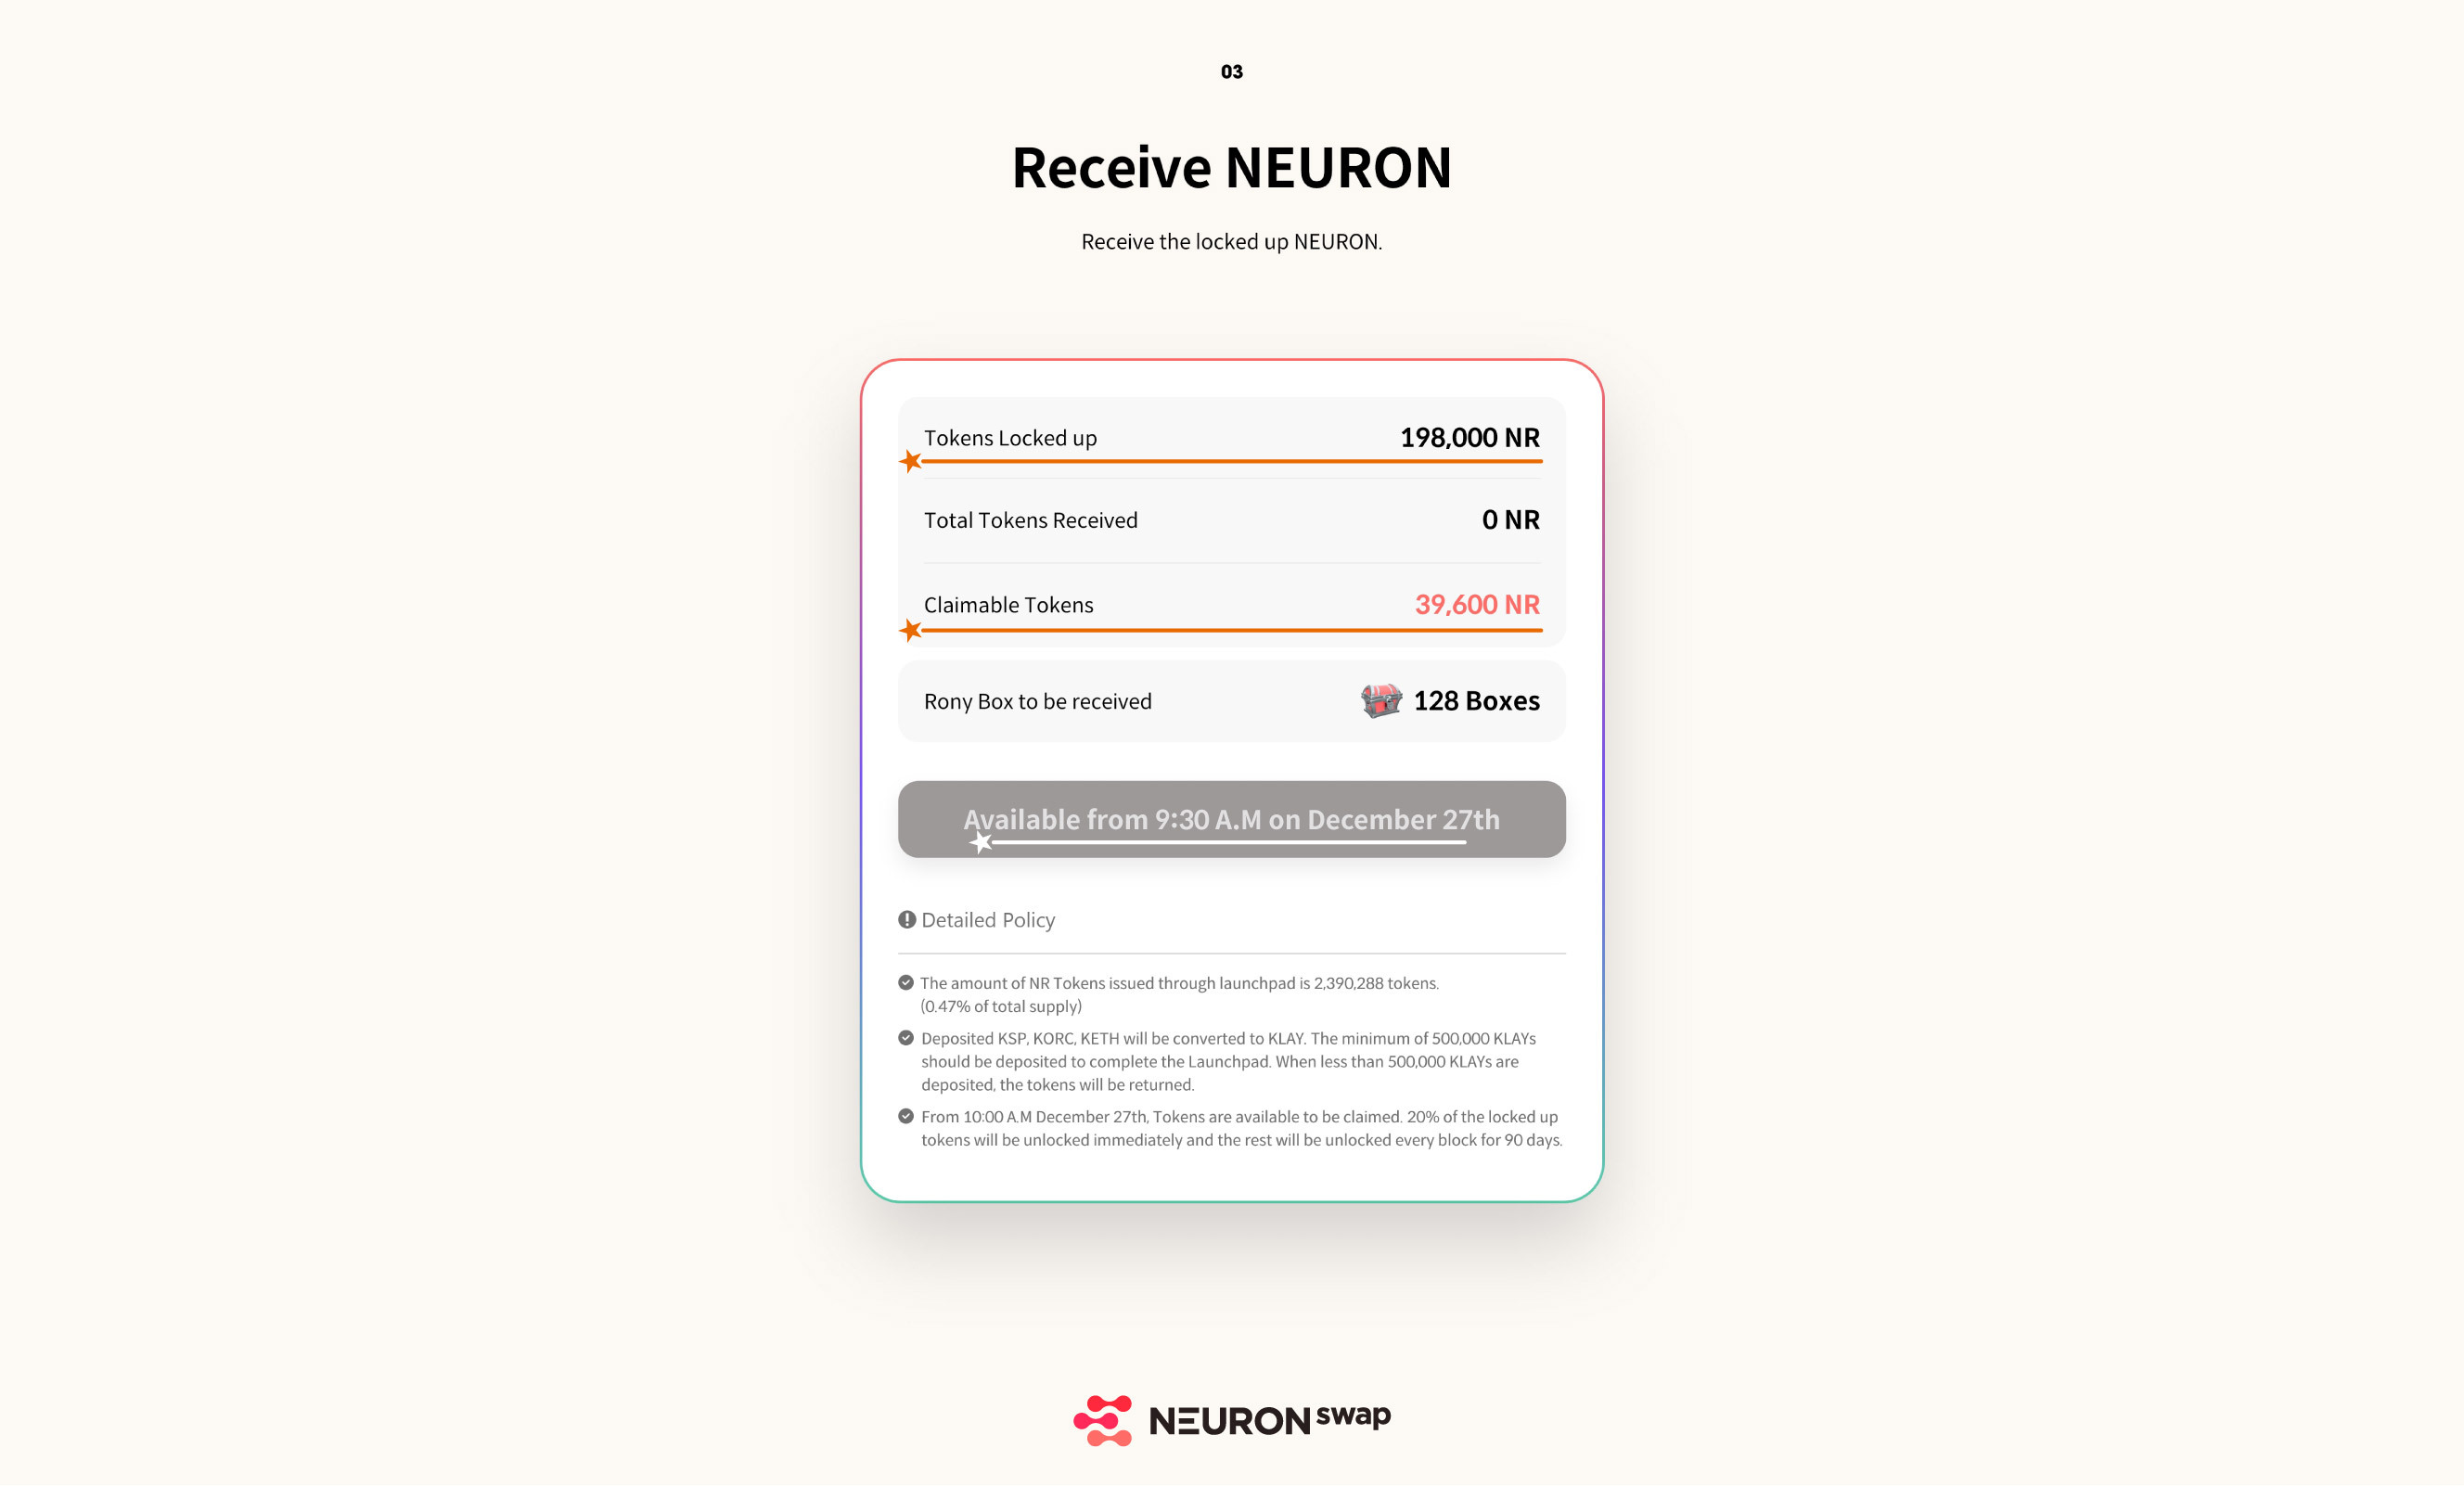 03
Receive NEURON
Receive the locked up NEURON.
Tokens Locked up 198,000 NR
Total Tokens Received 0 NR
Claimable Tokens 39,600 NR
Rony Box to be received 128 Boxes
Available from 9:30 A.M on December 27th
Detailed Policy
The amount of NR Tokens issued through launchpad is 2,390,288 tokens.
(0.47% of total supply)
Deposited KSP, KORC, KETH will be converted to KLAY. The minimum of 500,000 KLAYs
should be deposited to complete the Launchpad. When less than 500,000 KLAYs are
deposited, the tokens will be returned.
From 10:00 A.M December 27th, Tokens are available to be claimed. 20% of the locked up
tokens will be unlocked immediately and the rest will be unlocked every block for 90 days.
NEURON swap